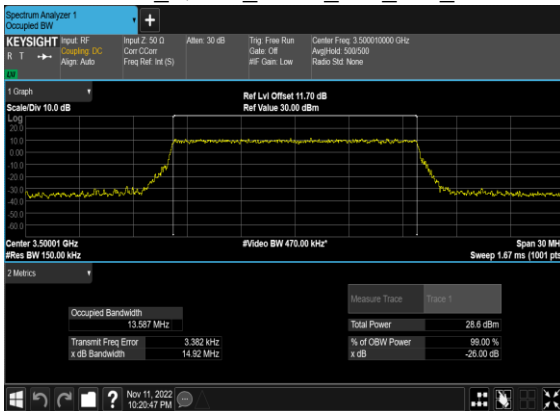 Spectrum Analyzer 1
Occupied BW
KEYSIGHT
R T
Input: RF
Coupling: DC
Align: Auto
Input Z: 50 Ω
Corr CCorr
Freq Ref: Int (S)
Atten: 30 dB
Trig: Free Run
Gate: Off
#IF Gain: Low
Center Freq: 3.500010000 GHz
Avg|Hold: 500/500
Radio Std: None
1 Graph
Scale/Div 10.0 dB
Ref Lvl Offset 11.70 dB
Ref Value 30.00 dBm
Log
20.0
10.0
0.00
-10.0
-20.0
-30.0
-40.0
-50.0
-60.0
Center 3.50001 GHz
#Video BW 470.00 kHz*
Span 30 MH
#Res BW 150.00 kHz
Sweep 1.67 ms (1001 pts
2 Metrics
Measure Trace
Trace 1
Occupied Bandwidth
13.587 MHz
Total Power
28.6 dBm
Transmit Freq Error
3.382 kHz
% of OBW Power
99.00 %
x dB Bandwidth
14.92 MHz
x dB
-26.00 dB
?
Nov 11, 2022
10:20:47 PM